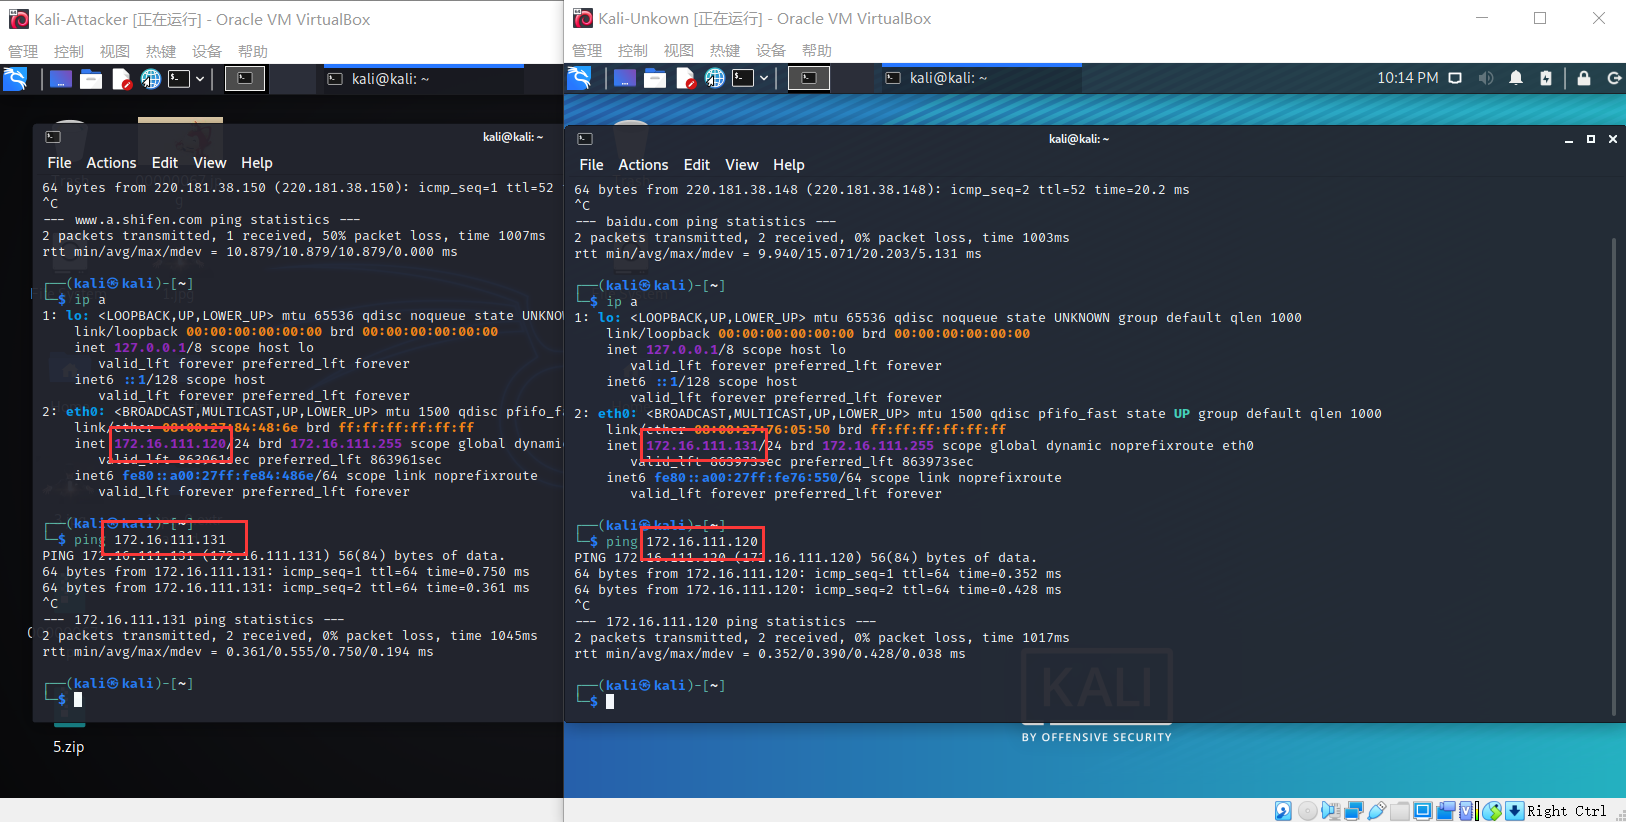 Kali-Attacker [正在运行] - Oracle VM VirtualBox
管理 控制 视图 热键 设备 帮助
kali@kali: ~
kali@kali: ~
File Actions Edit View Help
64 bytes from 220.181.38.150 (220.181.38.150): icmp_seq=1 ttl=52
^C
--- www.a.shifen.com ping statistics ---
2 packets transmitted, 1 received, 50% packet loss, time 1007ms
rtt min/avg/max/mdev = 10.879/10.879/10.879/0.000 ms
┌──(kali㉿kali)-[~]
└─$ ip a
1: lo: <LOOPBACK,UP,LOWER_UP> mtu 65536 qdisc noqueue state UNKNOW
link/loopback 00:00:00:00:00:00 brd 00:00:00:00:00:00
inet 127.0.0.1/8 scope host lo
valid_lft forever preferred_lft forever
inet6 ::1/128 scope host
valid_lft forever preferred_lft forever
2: eth0: <BROADCAST,MULTICAST,UP,LOWER_UP> mtu 1500 qdisc pfifo_fa
link/ether 08:00:27:84:48:6e brd ff:ff:ff:ff:ff:ff
inet 172.16.111.120/24 brd 172.16.111.255 scope global dynamic
valid_lft 863961sec preferred_lft 863961sec
inet6 fe80::a00:27ff:fe84:486e/64 scope link noprefixroute
valid_lft forever preferred_lft forever
┌──(kali㉿kali)-[~]
└─$ ping 172.16.111.131
PING 172.16.111.131 (172.16.111.131) 56(84) bytes of data.
64 bytes from 172.16.111.131: icmp_seq=1 ttl=64 time=0.750 ms
64 bytes from 172.16.111.131: icmp_seq=2 ttl=64 time=0.361 ms
^C
--- 172.16.111.131 ping statistics ---
2 packets transmitted, 2 received, 0% packet loss, time 1045ms
rtt min/avg/max/mdev = 0.361/0.555/0.750/0.194 ms
┌──(kali㉿kali)-[~]
└─$
5.zip
Kali-Unkown [正在运行] - Oracle VM VirtualBox
管理 控制 视图 热键 设备 帮助
kali@kali: ~
10:14 PM
kali@kali: ~
File Actions Edit View Help
64 bytes from 220.181.38.148 (220.181.38.148): icmp_seq=2 ttl=52 time=20.2 ms
^C
--- baidu.com ping statistics ---
2 packets transmitted, 2 received, 0% packet loss, time 1003ms
rtt min/avg/max/mdev = 9.940/15.071/20.203/5.131 ms
┌──(kali㉿kali)-[~]
└─$ ip a
1: lo: <LOOPBACK,UP,LOWER_UP> mtu 65536 qdisc noqueue state UNKNOWN group default qlen 1000
link/loopback 00:00:00:00:00:00 brd 00:00:00:00:00:00
inet 127.0.0.1/8 scope host lo
valid_lft forever preferred_lft forever
inet6 ::1/128 scope host
valid_lft forever preferred_lft forever
2: eth0: <BROADCAST,MULTICAST,UP,LOWER_UP> mtu 1500 qdisc pfifo_fast state UP group default qlen 1000
link/ether 08:00:27:76:05:50 brd ff:ff:ff:ff:ff:ff
inet 172.16.111.131/24 brd 172.16.111.255 scope global dynamic noprefixroute eth0
valid_lft 863973sec preferred_lft 863973sec
inet6 fe80::a00:27ff:fe76:550/64 scope link noprefixroute
valid_lft forever preferred_lft forever
┌──(kali㉿kali)-[~]
└─$ ping 172.16.111.120
PING 172.16.111.120 (172.16.111.120) 56(84) bytes of data.
64 bytes from 172.16.111.120: icmp_seq=1 ttl=64 time=0.352 ms
64 bytes from 172.16.111.120: icmp_seq=2 ttl=64 time=0.428 ms
^C
--- 172.16.111.120 ping statistics ---
2 packets transmitted, 2 received, 0% packet loss, time 1017ms
rtt min/avg/max/mdev = 0.352/0.390/0.428/0.038 ms
┌──(kali㉿kali)-[~]
└─$
KALI
BY OFFENSIVE SECURITY
Right Ctrl